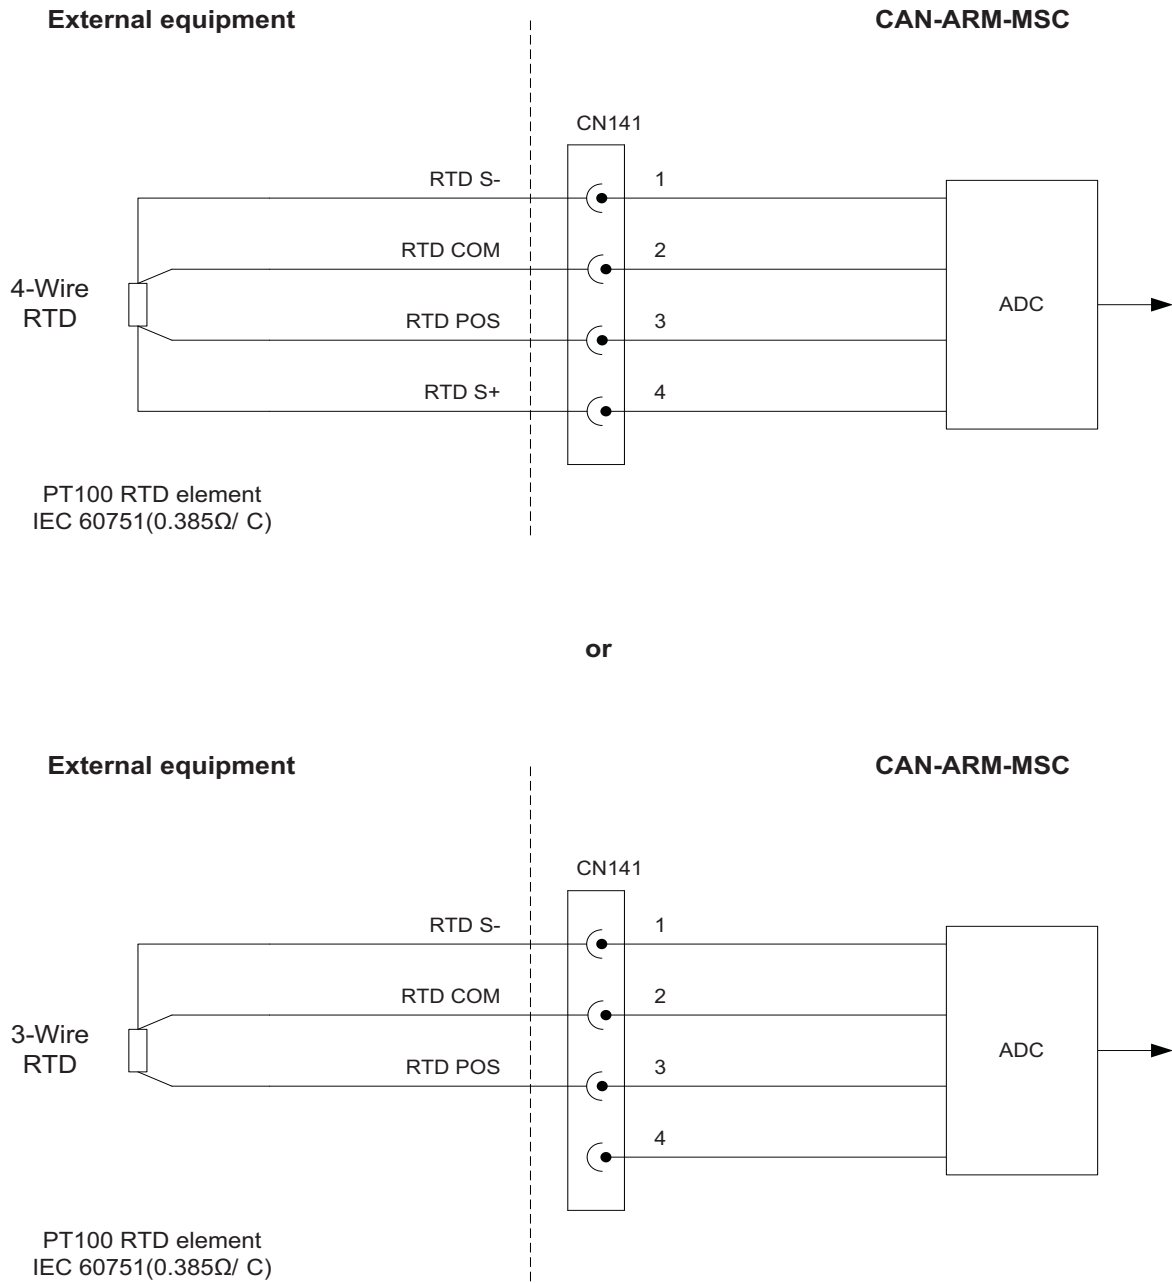 External equipment
CAN-ARM-MSC
CN141
RTD S-
1
RTD COM
2
4-Wire
RTD
ADC
RTD POS
3
RTD S+
4
PT100 RTD element
IEC 60751(0.385Ω/ C)
or
External equipment
CAN-ARM-MSC
CN141
RTD S-
1
RTD COM
2
3-Wire
RTD
ADC
RTD POS
3
4
PT100 RTD element
IEC 60751(0.385Ω/ C)